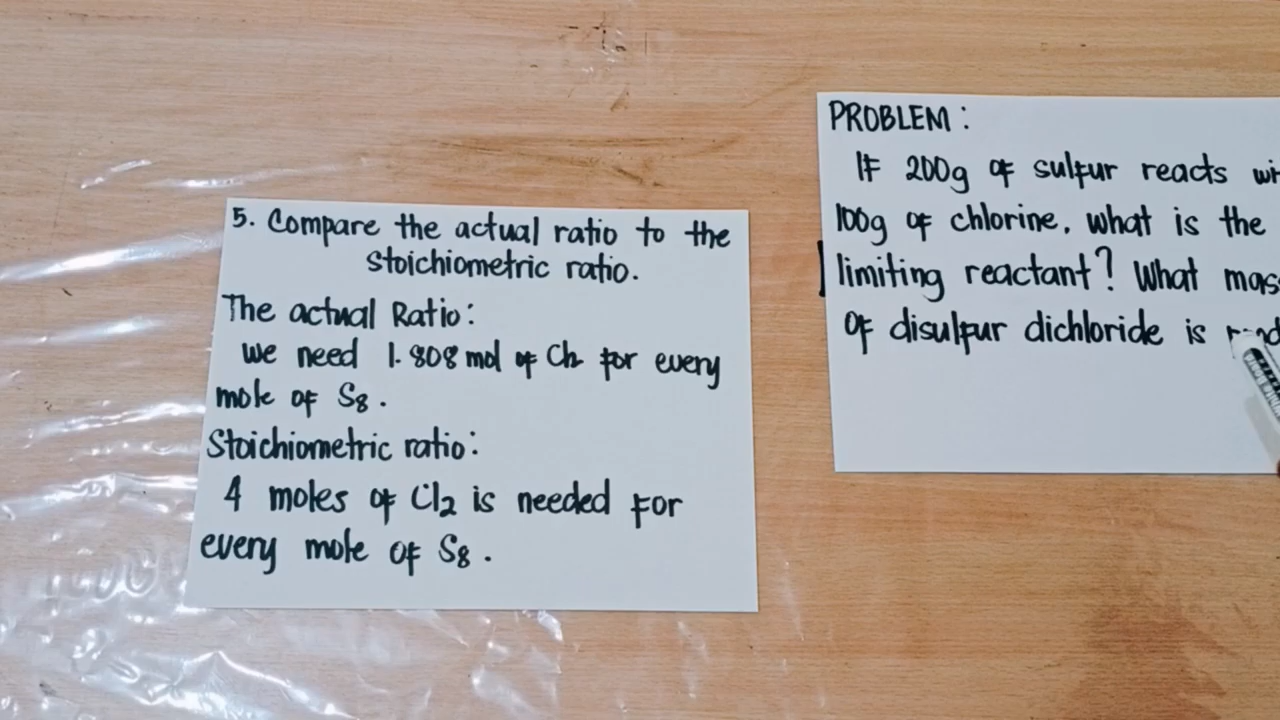 5. Compare the actual ratio to the
stoichiometric ratio.
The actual Ratio:
we need 1.808 mol of Cl2 for every
mole of S8.
Stoichiometric ratio:
4 moles of Cl2 is needed for
every mole of S8.
PROBLEM:
If 200g of sulfur reacts
100g of chlorine, what is the
limiting reactant? What
of disulfur dichloride is